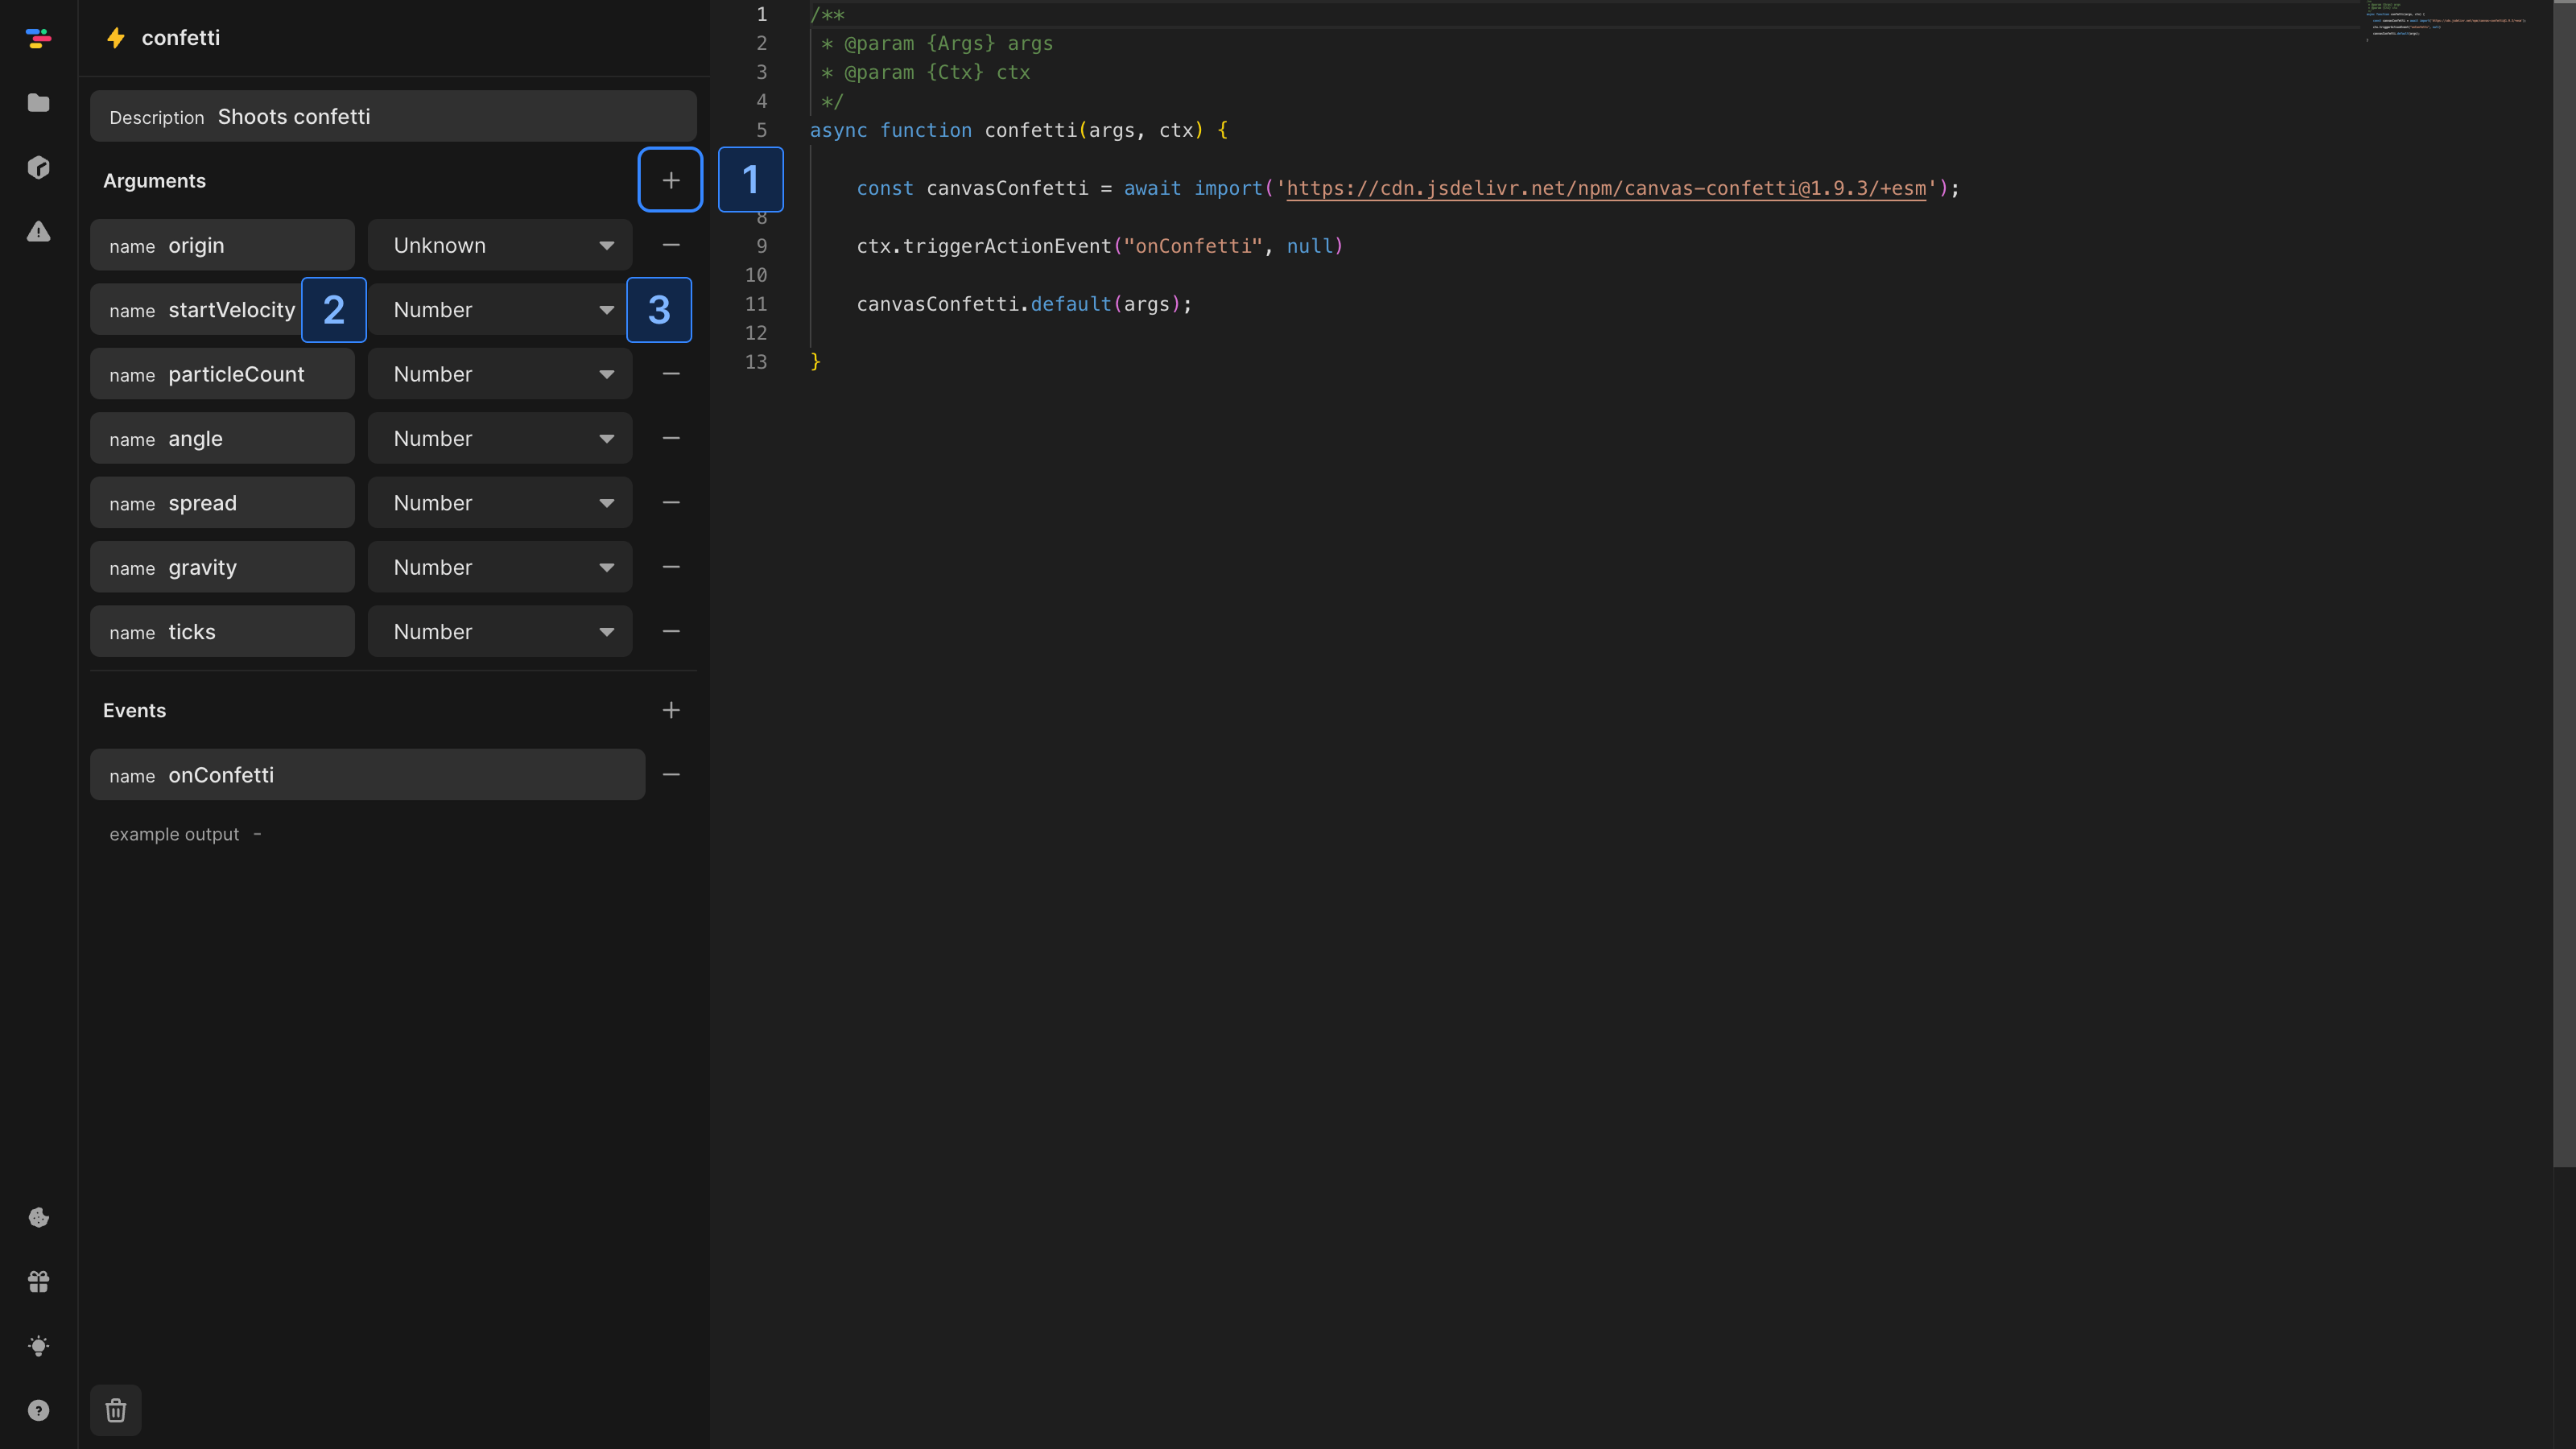 confetti
Description Shoots confetti
Arguments
1
name origin Unknown
name startVelocity 2 Number 3
name particleCount Number
name angle Number
name spread Number
name gravity Number
name ticks Number
Events
name onConfetti
example output -
1 /**
2 * @param {Args} args
3 * @param {Ctx} ctx
4 */
5 async function confetti(args, ctx) {
const canvasConfetti = await import('https://cdn.jsdelivr.net/npm/canvas-confetti@1.9.3/+esm');
8
9 ctx.triggerActionEvent("onConfetti", null)
10
11 canvasConfetti.default(args);
12
13 }